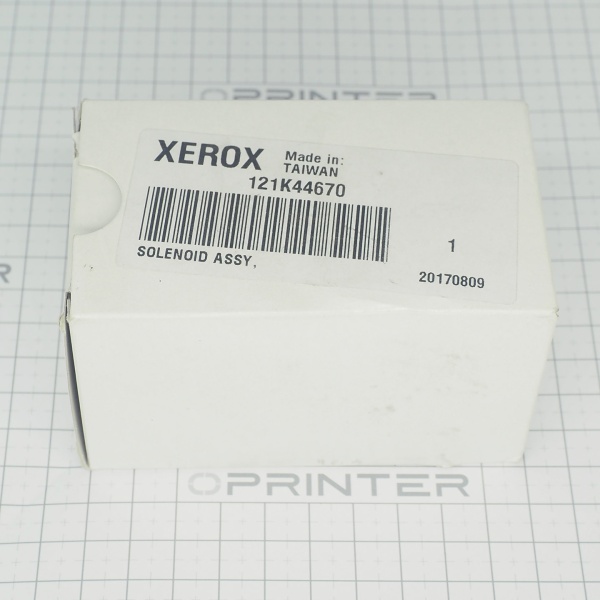 OPRINTER
XEROX Made in:
TAIWAN
121K44670
SOLENOID ASSY,
1
20170809
OPRINTER